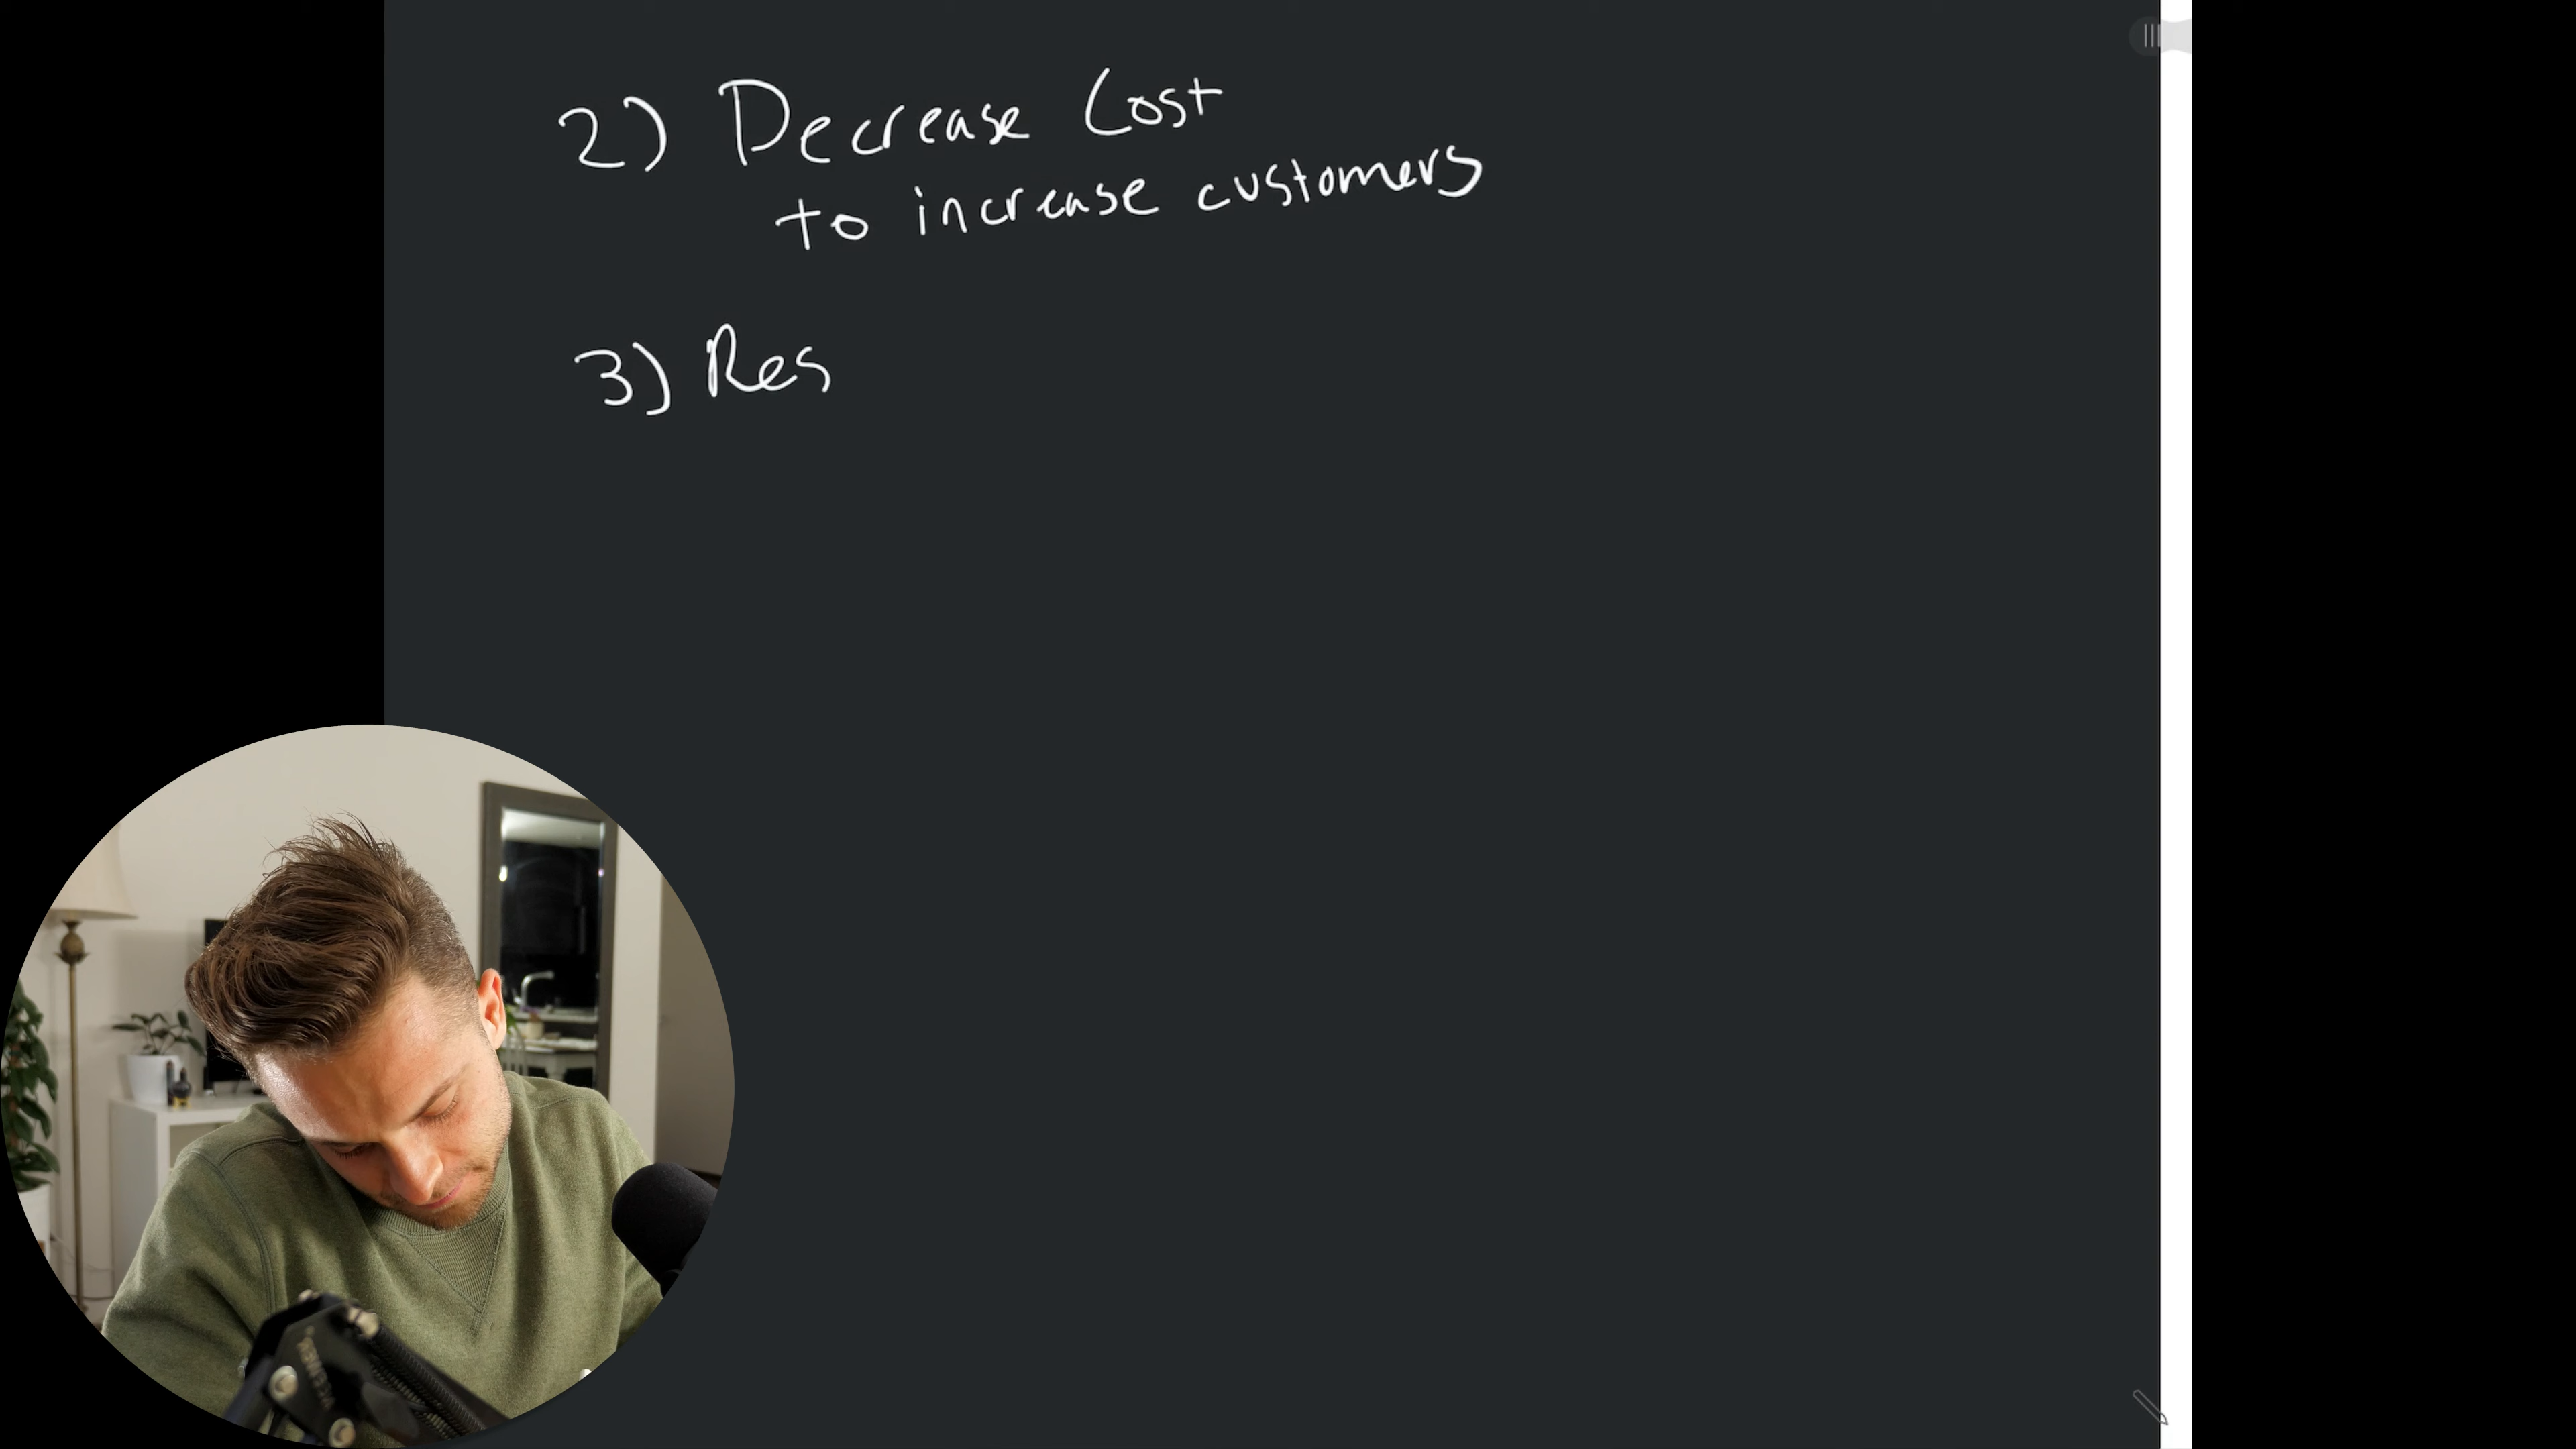 2) Decrease Cost
to increase customers
3) Res